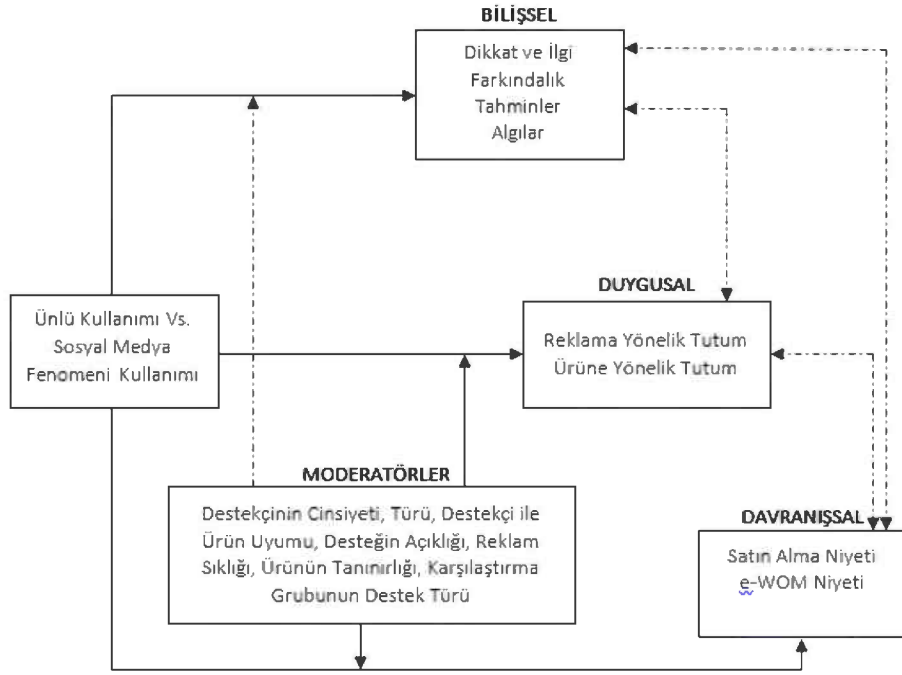 BİLİŞSEL
Dikkat ve İlgi
Farkındalık
Tahminler
Algılar
DUYGUSAL
Reklama Yönelik Tutum
Ürüne Yönelik Tutum
Ünlü Kullanımı Vs.
Sosyal Medya
Fenomeni Kullanımı
MODERATÖRLER
Destekçinin Cinsiyeti, Türü, Destekçi ile
Ürün Uyumu, Desteğin Açıklığı, Reklam
Sıklığı, Ürünün Tanınırlığı, Karşılaştırma
Grubunun Destek Türü
DAVRANIŞSAL
Satın Alma Niyeti
e-WOM Niyeti